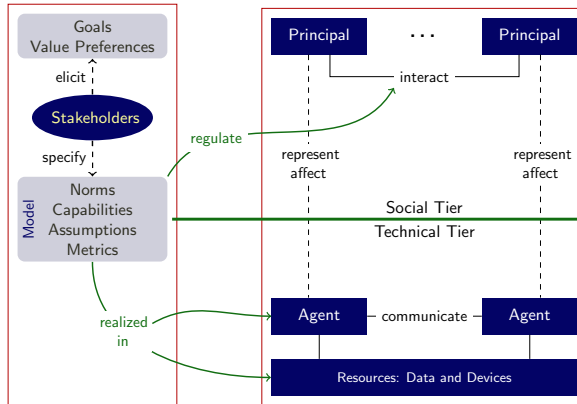 Goals
Value Preferences
elicit
Stakeholders
specify
Model
Norms
Capabilities
Assumptions
Metrics
regulate
realized
in
Principal
...
Principal
interact
represent
affect
represent
affect
Social Tier
Technical Tier
Agent
communicate
Agent
Resources: Data and Devices